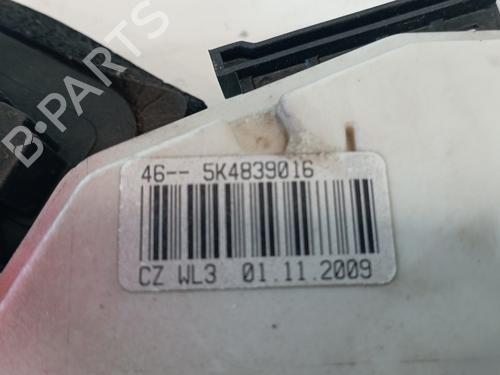 B-PARTS
46-- 5K4839016
CZ WL3 01.11.2009